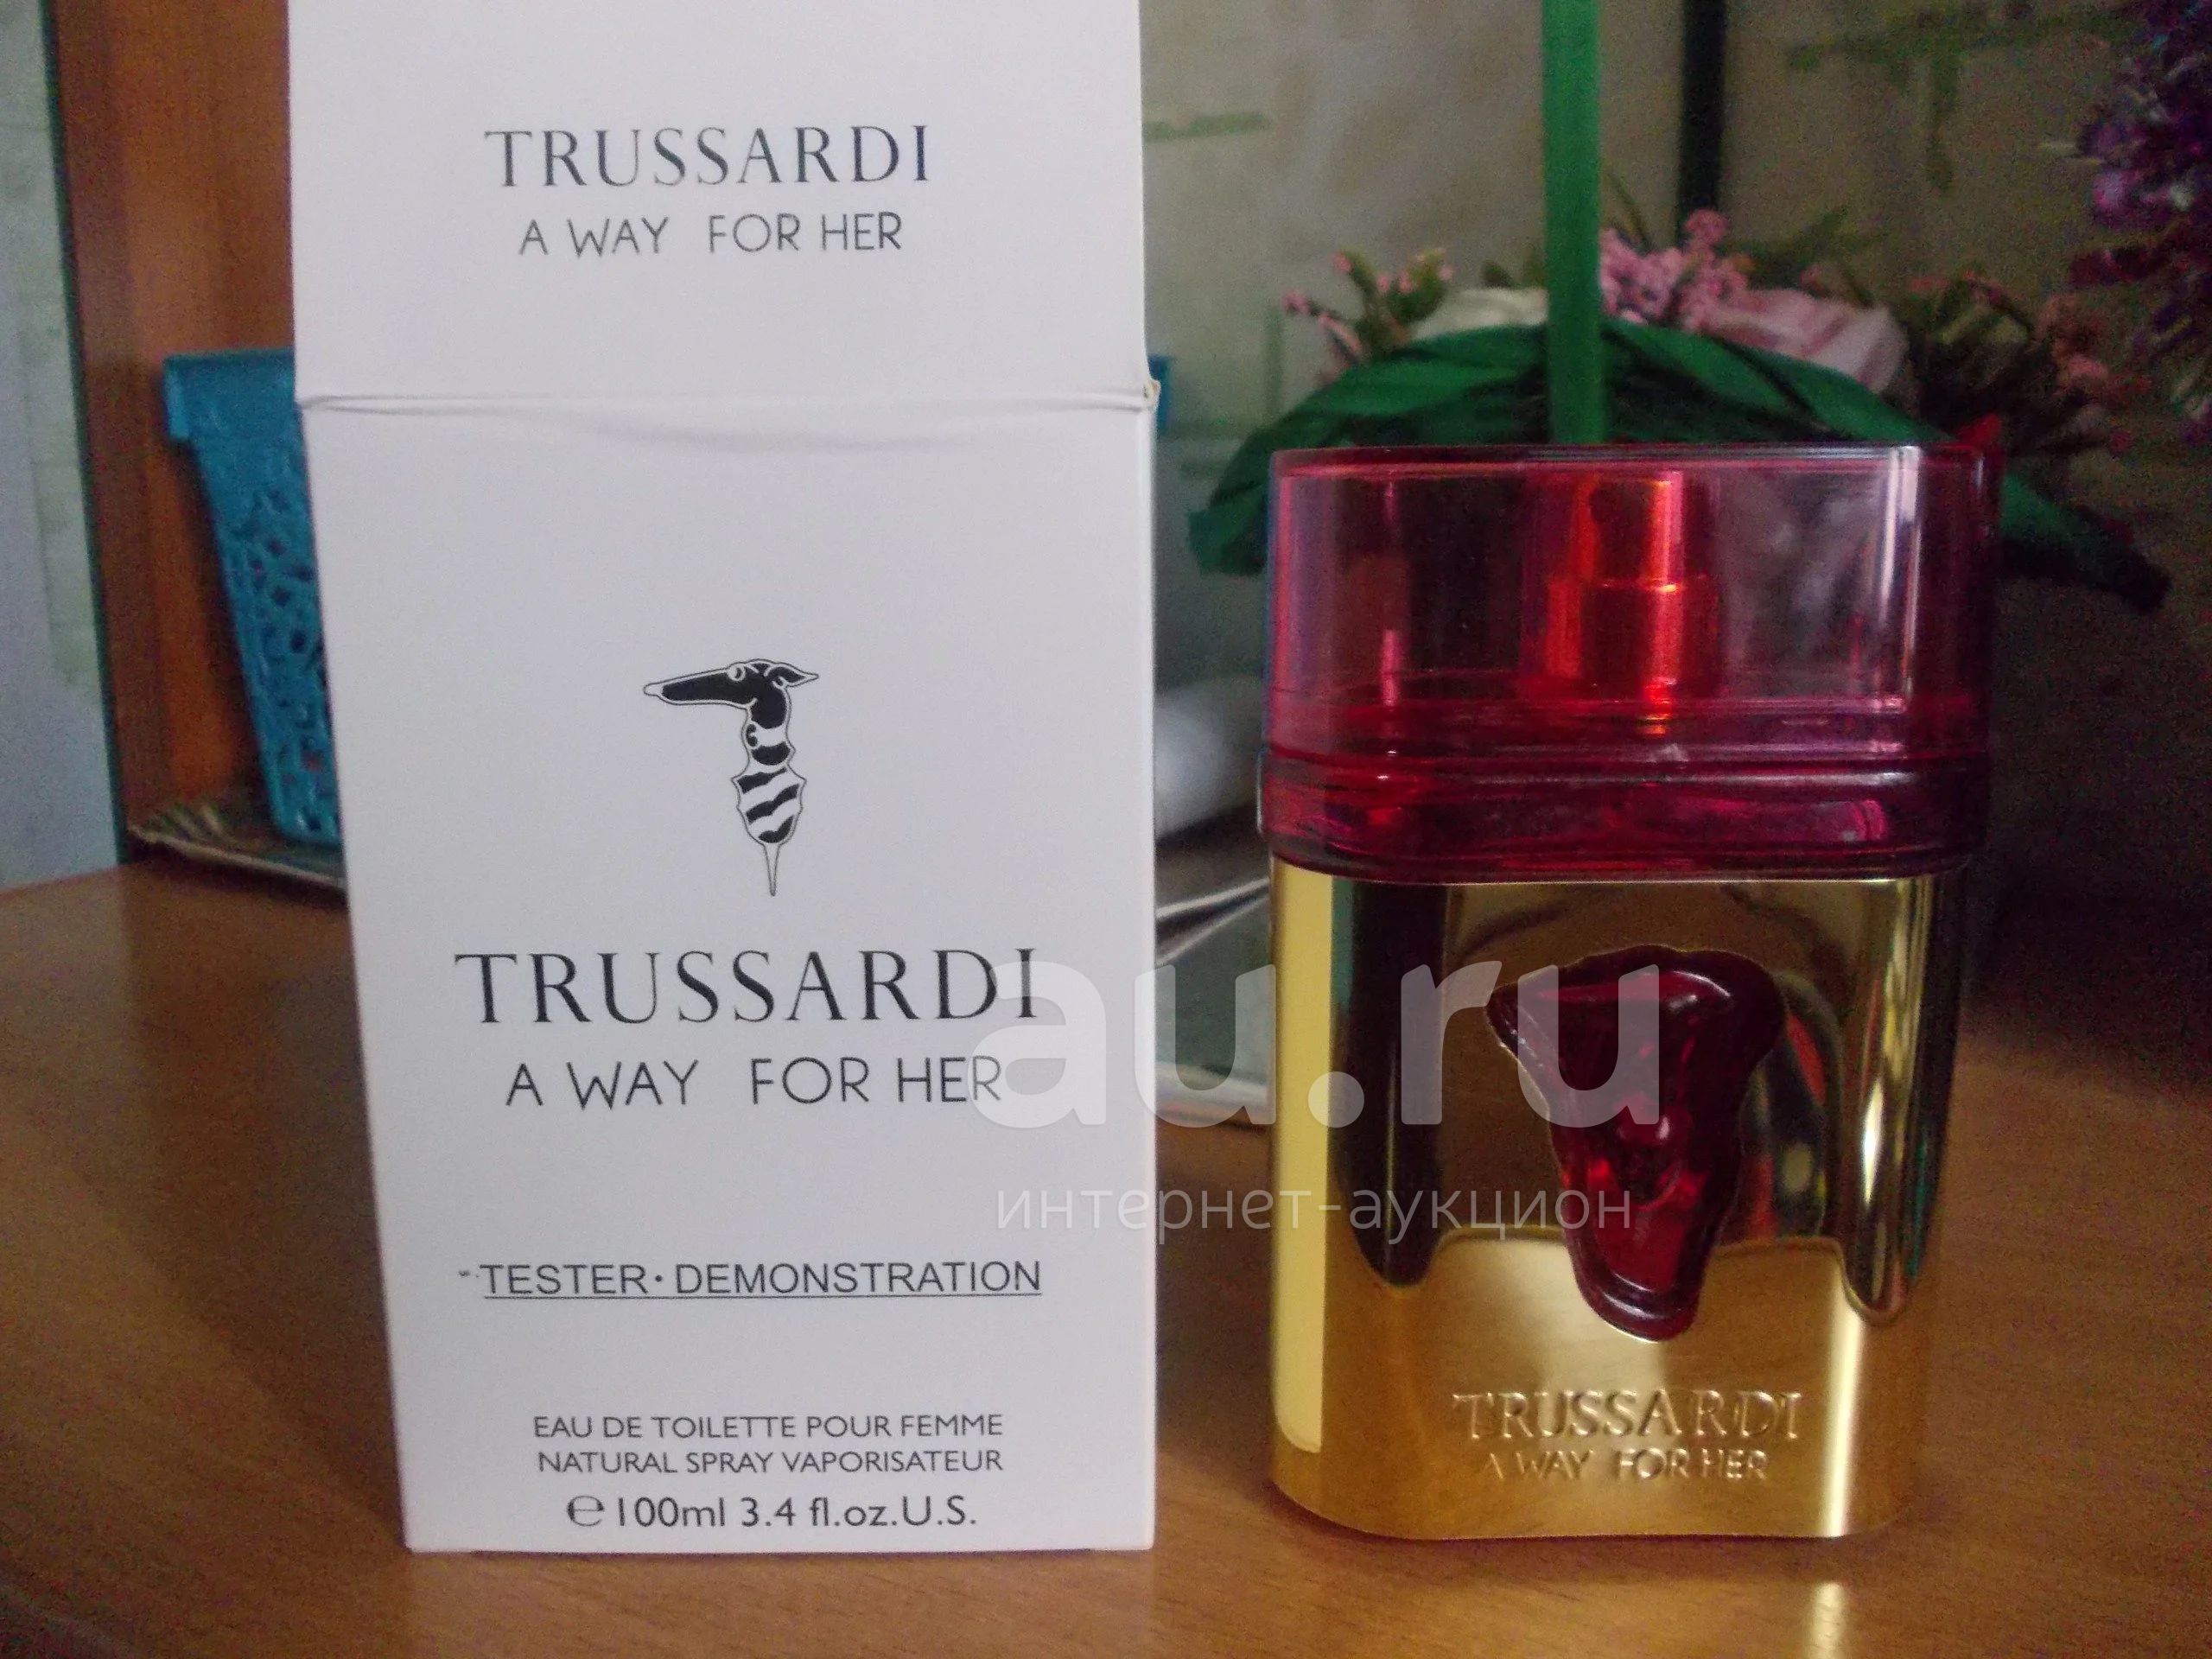 TRUSSARDI
A WAY FOR HER
TRUSSARDI
A WAY FOR HER
TESTER·DEMONSTRATION
EAU DE TOILETTE POUR FEMME
NATURAL SPRAY VAPORISATEUR
℮100ml 3.4 fl.oz.U.S.
TRUSSARDI
A WAY FOR HER
au.ru
интернет-аукцион